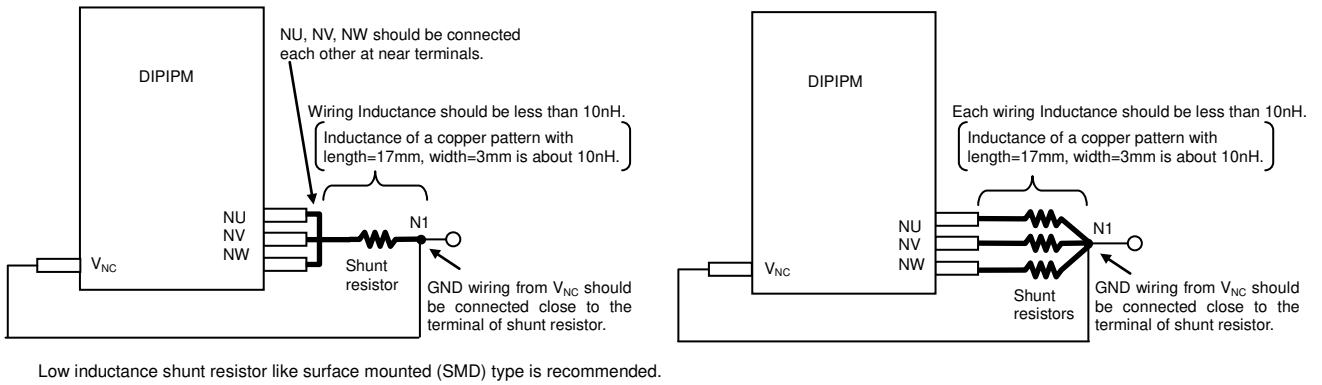 NU, NV, NW should be connected
each other at near terminals.
DIPIPM
Wiring Inductance should be less than 10nH.
Inductance of a copper pattern with
length=17mm, width=3mm is about 10nH.
NU
NV
NW
N1
VNC
Shunt
resistor
GND wiring from VNC should
be connected close to the
terminal of shunt resistor.
DIPIPM
Each wiring Inductance should be less than 10nH.
Inductance of a copper pattern with
length=17mm, width=3mm is about 10nH.
NU
NV
NW
N1
VNC
Shunt
resistors
GND wiring from VNC should
be connected close to the
terminal of shunt resistor.
Low inductance shunt resistor like surface mounted (SMD) type is recommended.